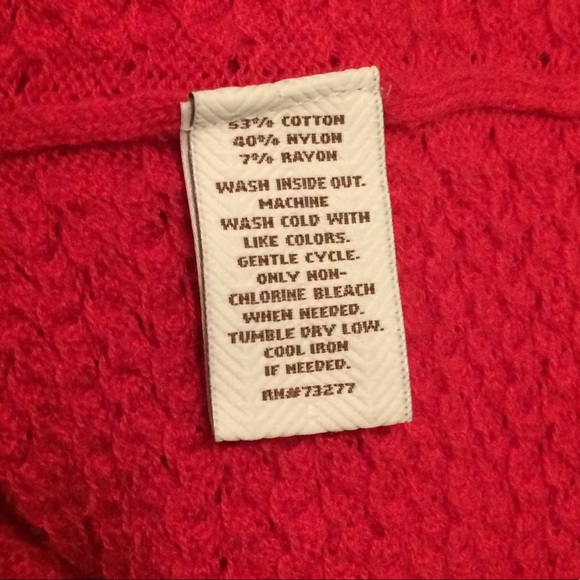 53% COTTON
40% NYLON
7% RAYON
WASH INSIDE OUT.
MACHINE
WASH COLD WITH
LIKE COLORS.
GENTLE CYCLE.
ONLY NON-
CHLORINE BLEACH
WHEN NEEDED.
TUMBLE DRY LOW.
COOL IRON
IF NEEDED.
RN#73277